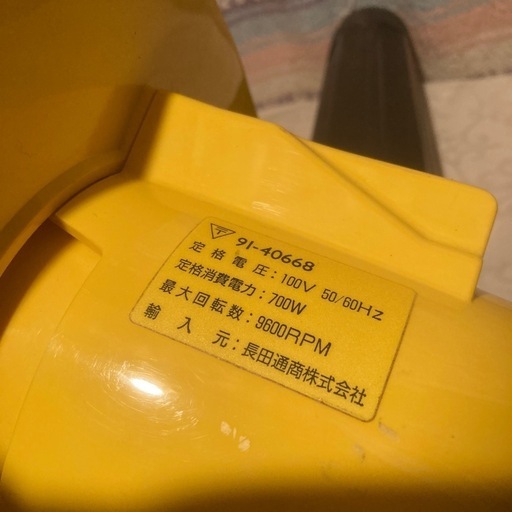 〒 91-40668
定格電圧:100V 50/60Hz
定格消費電力:700W
最大回転数:9600RPM
輸入元:長田通商株式会社